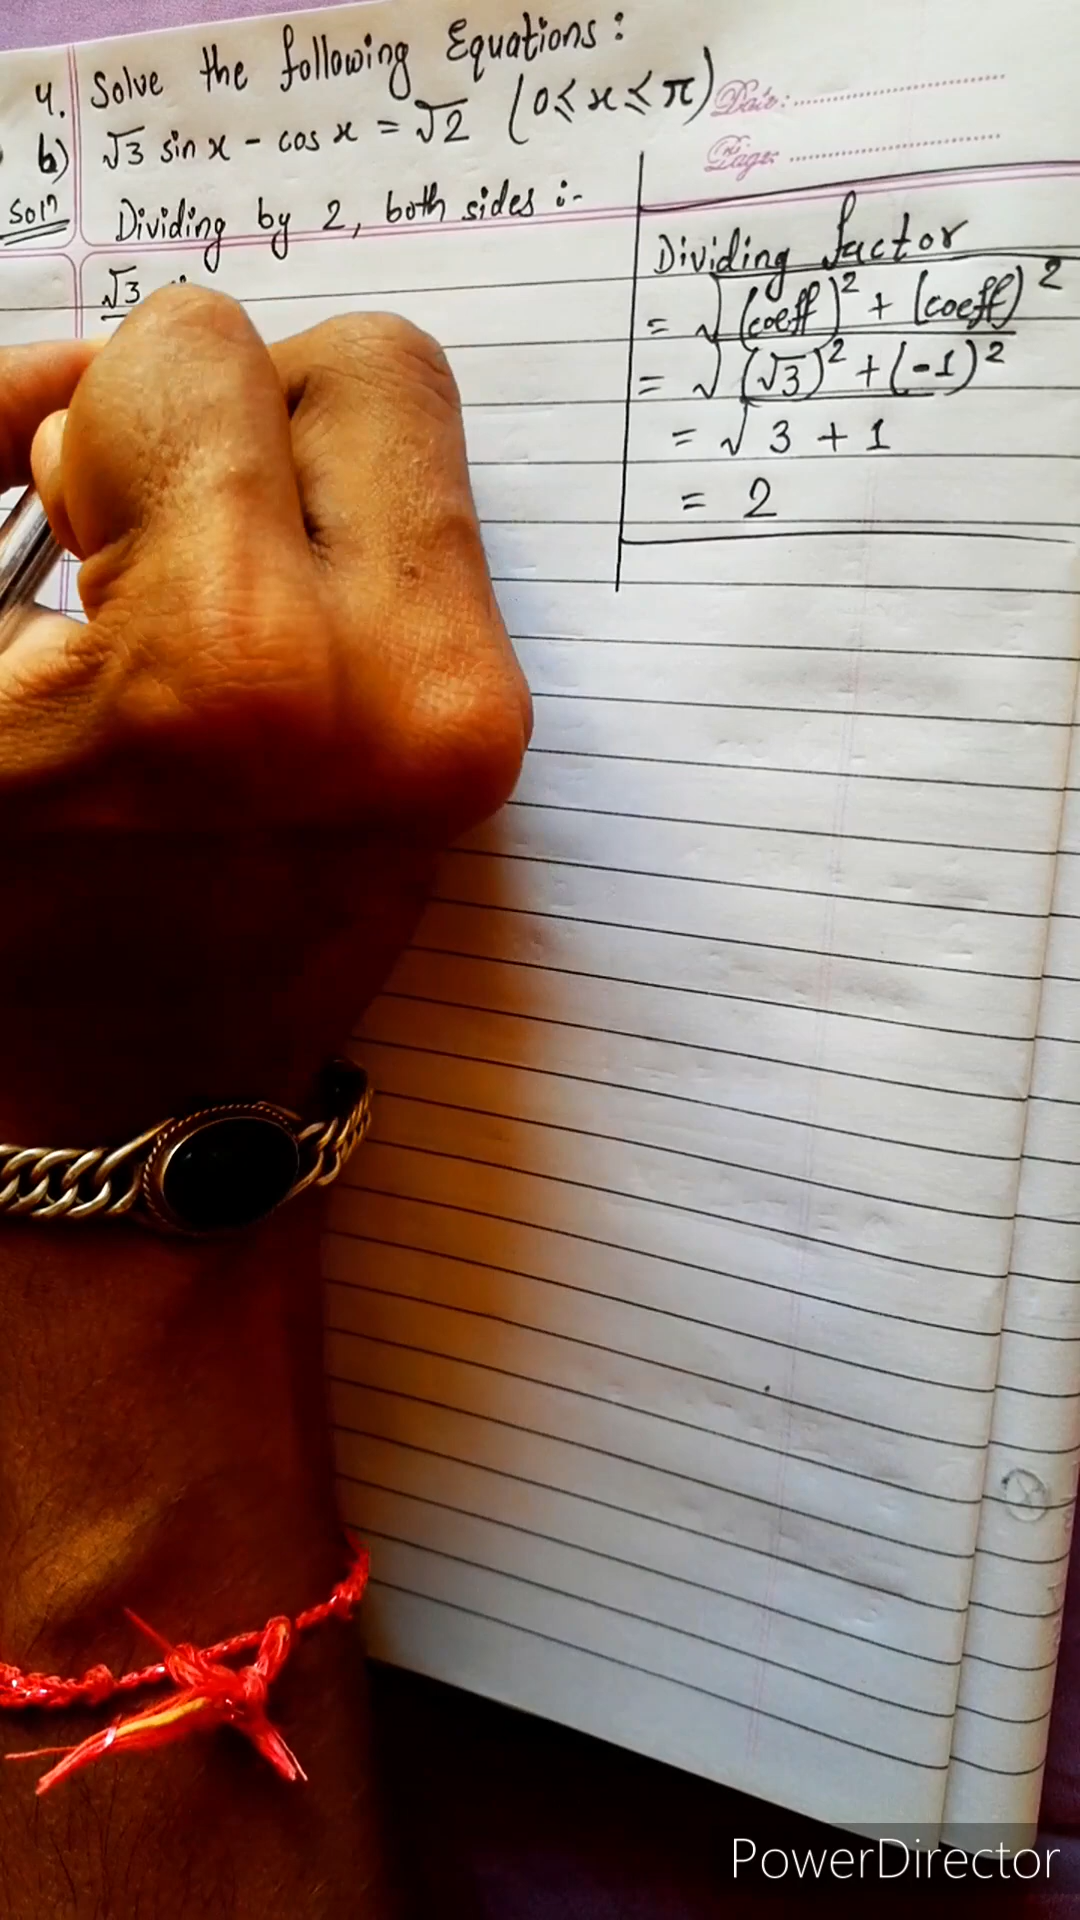 4. Solve the following Equations :
b) √3 sin x - cos x = √2 (0≤x≤π)
Date:
Page:
Solⁿ Dividing by 2, both sides :-
√3
Dividing factor
= √(coeff)² + (coeff)²
= √(√3)² + (-1)²
= √3 + 1
= 2
PowerDirector